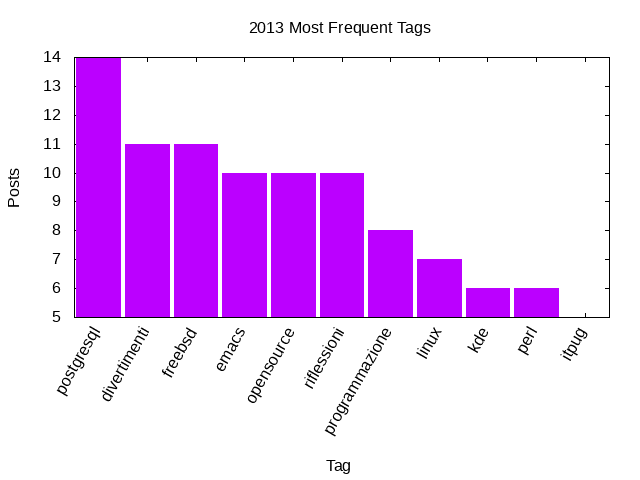 2013 Most Frequent Tags
14
13
12
11
10
9
8
7
6
5
Posts
postgresql
divertimenti
freebsd
emacs
opensource
riflessioni
programmazione
linux
kde
perl
itpug
Tag